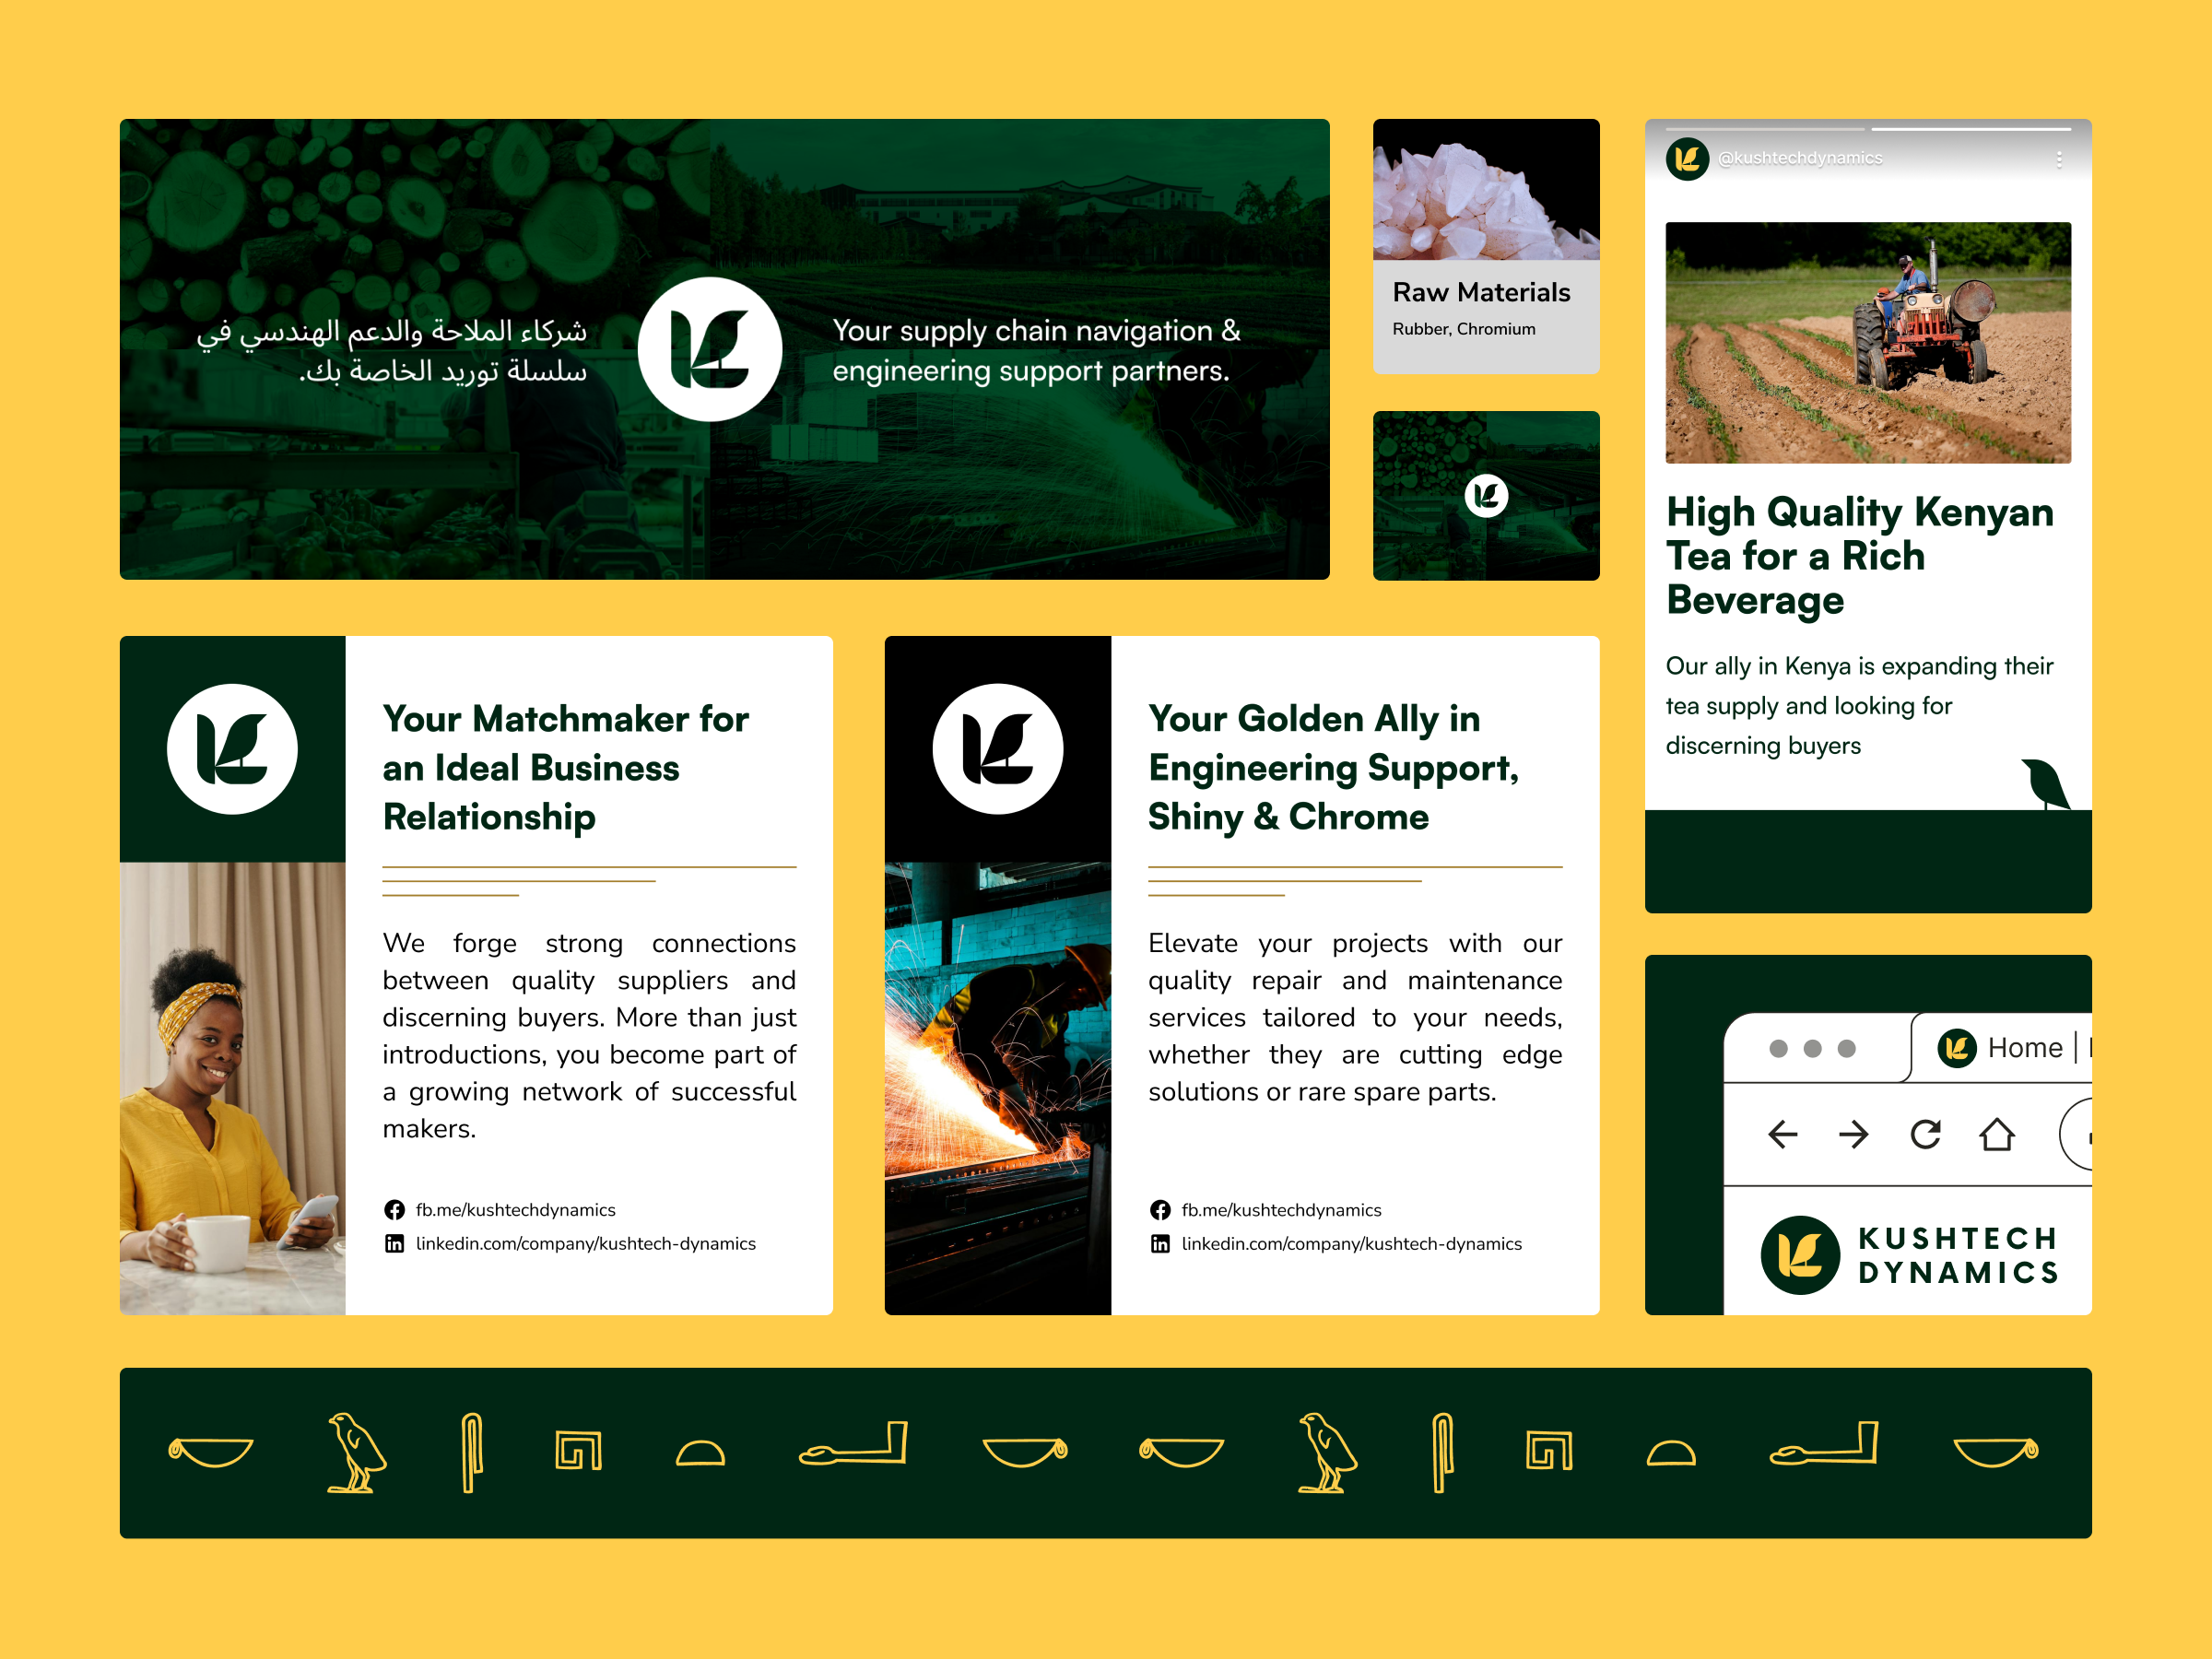 شركاء الملاحة والدعم الهندسي في
سلسلة توريد الخاصة بك.
Your supply chain navigation &
engineering support partners.
Raw Materials
Rubber, Chromium
@kushtechdynamics
High Quality Kenyan
Tea for a Rich
Beverage
Our ally in Kenya is expanding their
tea supply and looking for
discerning buyers
Your Matchmaker for
an Ideal Business
Relationship
We forge strong connections
between quality suppliers and
discerning buyers. More than just
introductions, you become part of
a growing network of successful
makers.
fb.me/kushtechdynamics
linkedin.com/company/kushtech-dynamics
Your Golden Ally in
Engineering Support,
Shiny & Chrome
Elevate your projects with our
quality repair and maintenance
services tailored to your needs,
whether they are cutting edge
solutions or rare spare parts.
fb.me/kushtechdynamics
linkedin.com/company/kushtech-dynamics
Home |
KUSHTECH
DYNAMICS